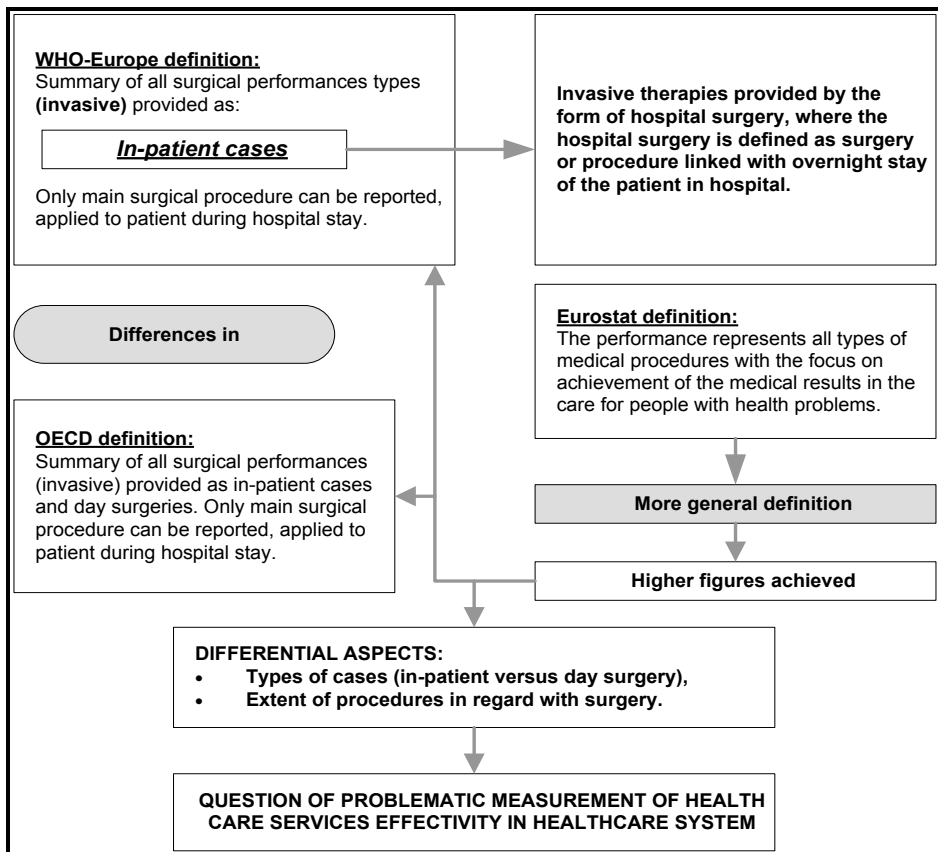 WHO-Europe definition:
Summary of all surgical performances types
(invasive) provided as:
In-patient cases
Only main surgical procedure can be reported,
applied to patient during hospital stay.
Invasive therapies provided by the
form of hospital surgery, where the
hospital surgery is defined as surgery
or procedure linked with overnight stay
of the patient in hospital.
Differences in
Eurostat definition:
The performance represents all types of
medical procedures with the focus on
achievement of the medical results in the
care for people with health problems.
OECD definition:
Summary of all surgical performances
(invasive) provided as in-patient cases
and day surgeries. Only main surgical
procedure can be reported, applied to
patient during hospital stay.
More general definition
Higher figures achieved
DIFFERENTIAL ASPECTS:
• Types of cases (in-patient versus day surgery),
• Extent of procedures in regard with surgery.
QUESTION OF PROBLEMATIC MEASUREMENT OF HEALTH
CARE SERVICES EFFECTIVITY IN HEALTHCARE SYSTEM